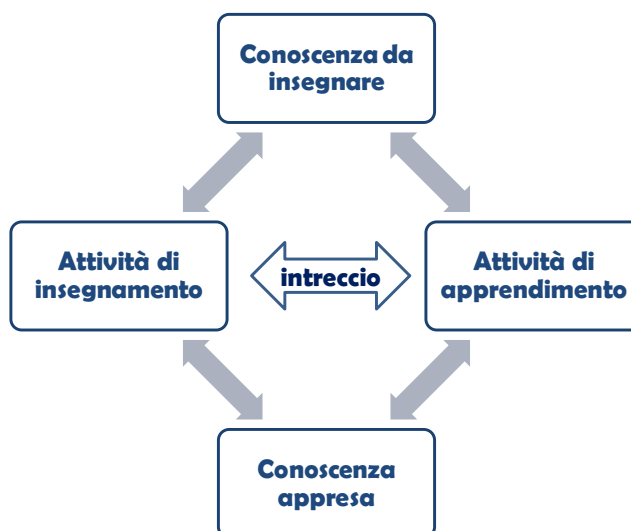 Conoscenza da
insegnare
Attività di
insegnamento
intreccio
Attività di
apprendimento
Conoscenza
appresa